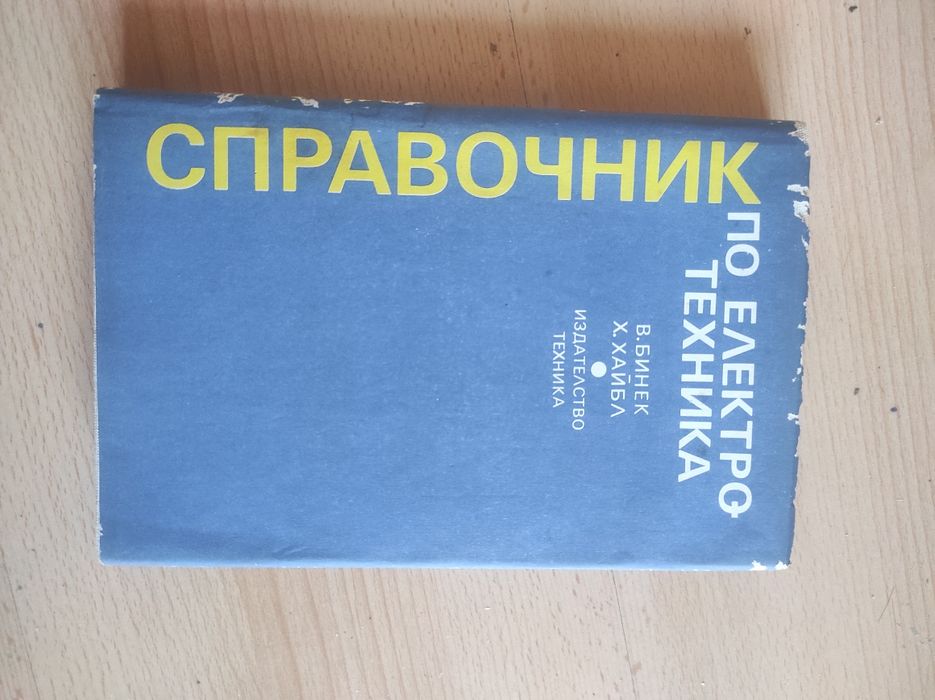 СПРАВОЧНИК
ПО ЕЛЕКТРО
ТЕХНИКА
В. БИНЕК
Х. ХАЙБЛ
ИЗДАТЕЛСТВО
ТЕХНИКА